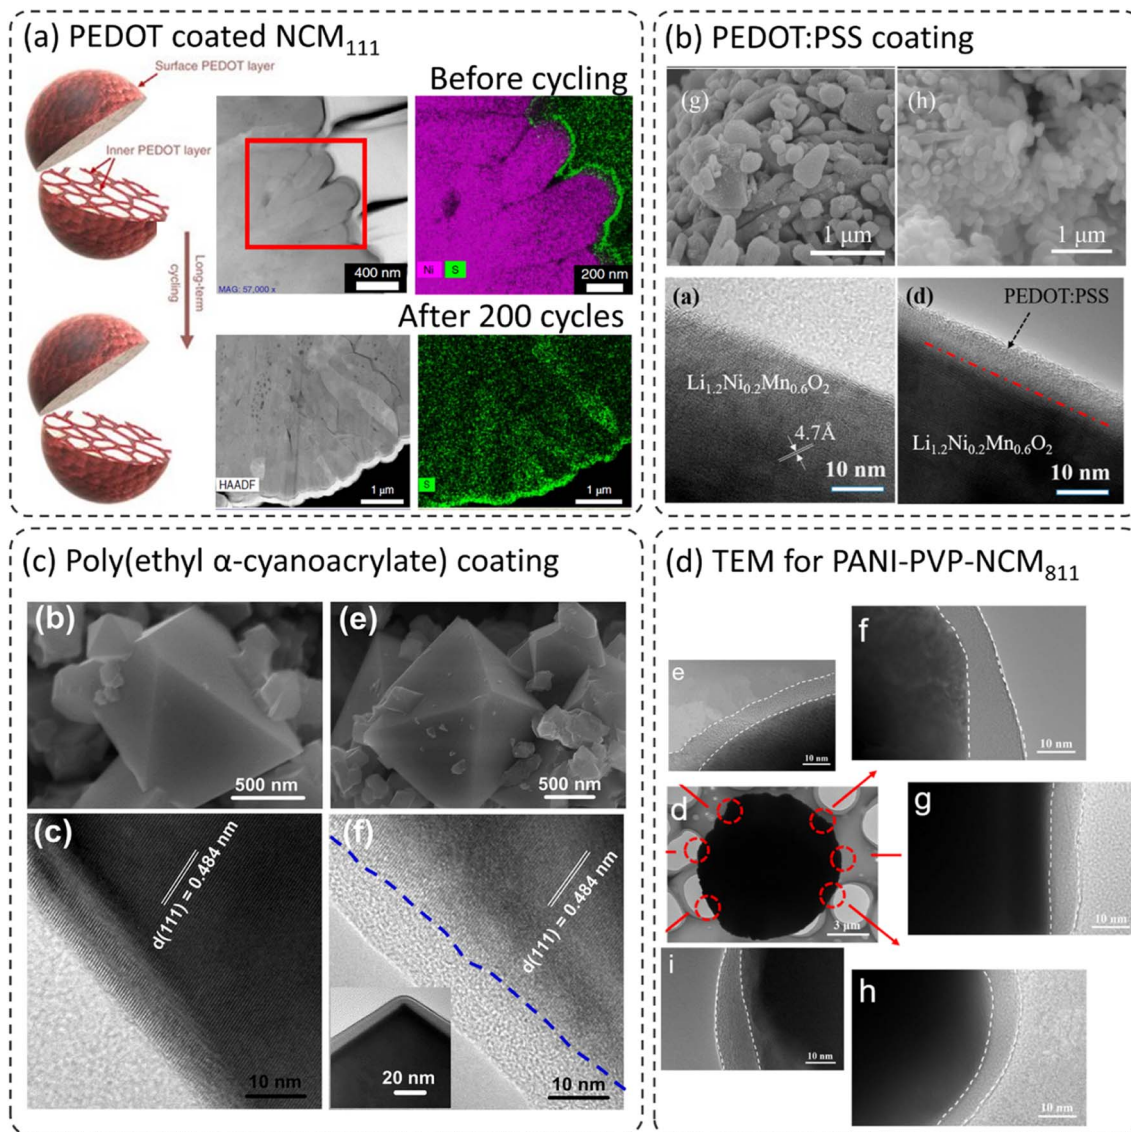 (a) PEDOT coated NCM111
Surface PEDOT layer
Inner PEDOT layer
Long-term
cycling
Before cycling
400 nm
MAG: 57,000 x
Ni S
200 nm
After 200 cycles
HAADF
1 μm
S
1 μm
(b) PEDOT:PSS coating
(g)
1 μm
(h)
1 μm
(a)
Li1.2Ni0.2Mn0.6O2
4.7Å
10 nm
(d)
PEDOT:PSS
Li1.2Ni0.2Mn0.6O2
10 nm
(c) Poly(ethyl α-cyanoacrylate) coating
(b)
500 nm
(e)
500 nm
(c)
d(111) = 0.484 nm
10 nm
(f)
d(111) = 0.484 nm
20 nm
10 nm
(d) TEM for PANI-PVP-NCM811
e
10 nm
f
10 nm
d
3 μm
g
10 nm
i
10 nm
h
10 nm